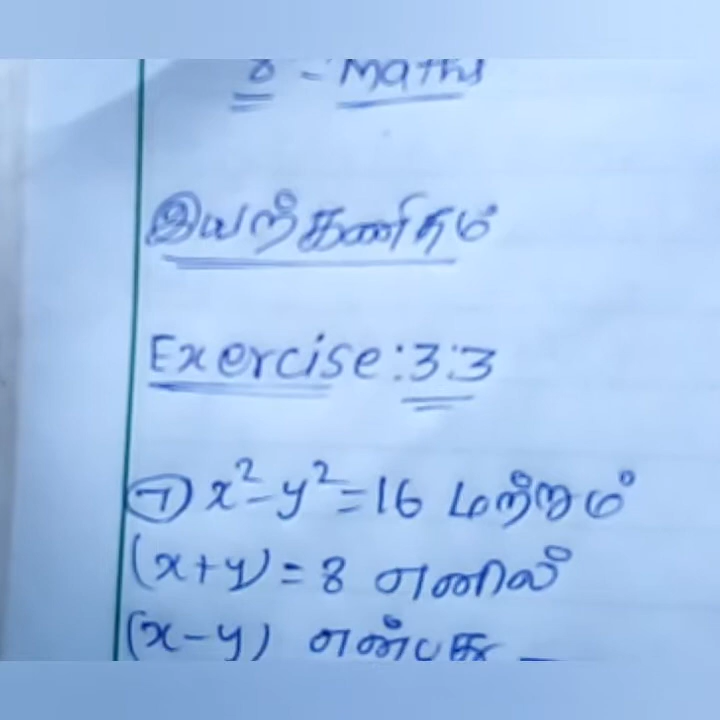 8 - Maths
இயற்கணிதம்
Exercise:3:3
7) x²-y²=16 மற்றும்
(x+y)=8 எனில்
(x-y) என்பது _